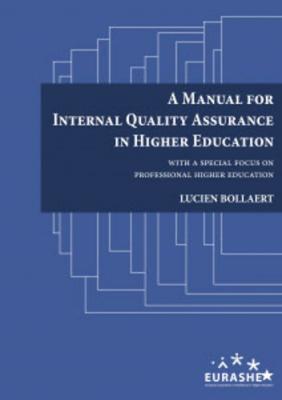 A Manual for
Internal Quality Assurance
in Higher Education
with a special focus on
professional higher education
Lucien Bollaert
EURASHE